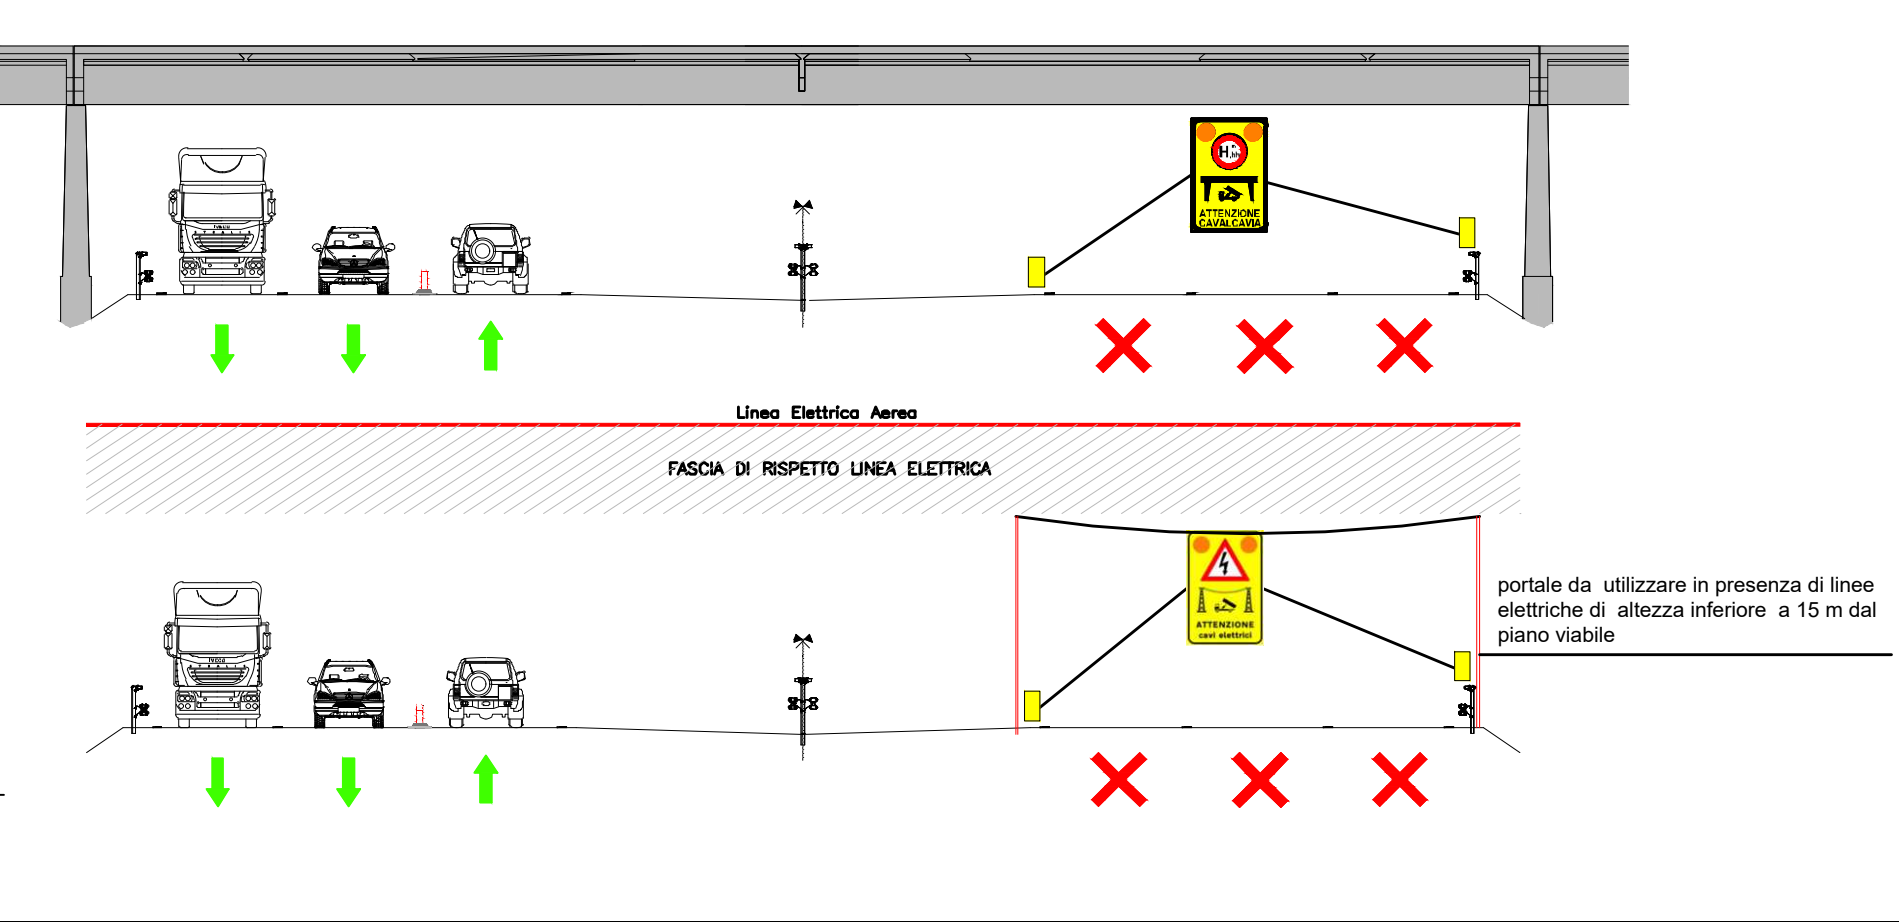 H
ATTENZIONE
CAVALCAVIA
Linea Elettrica Aerea
FASCIA DI RISPETTO LINEA ELETTRICA
ATTENZIONE
cavi elettrici
portale da utilizzare in presenza di linee
elettriche di altezza inferiore a 15 m dal
piano viabile
IVECO